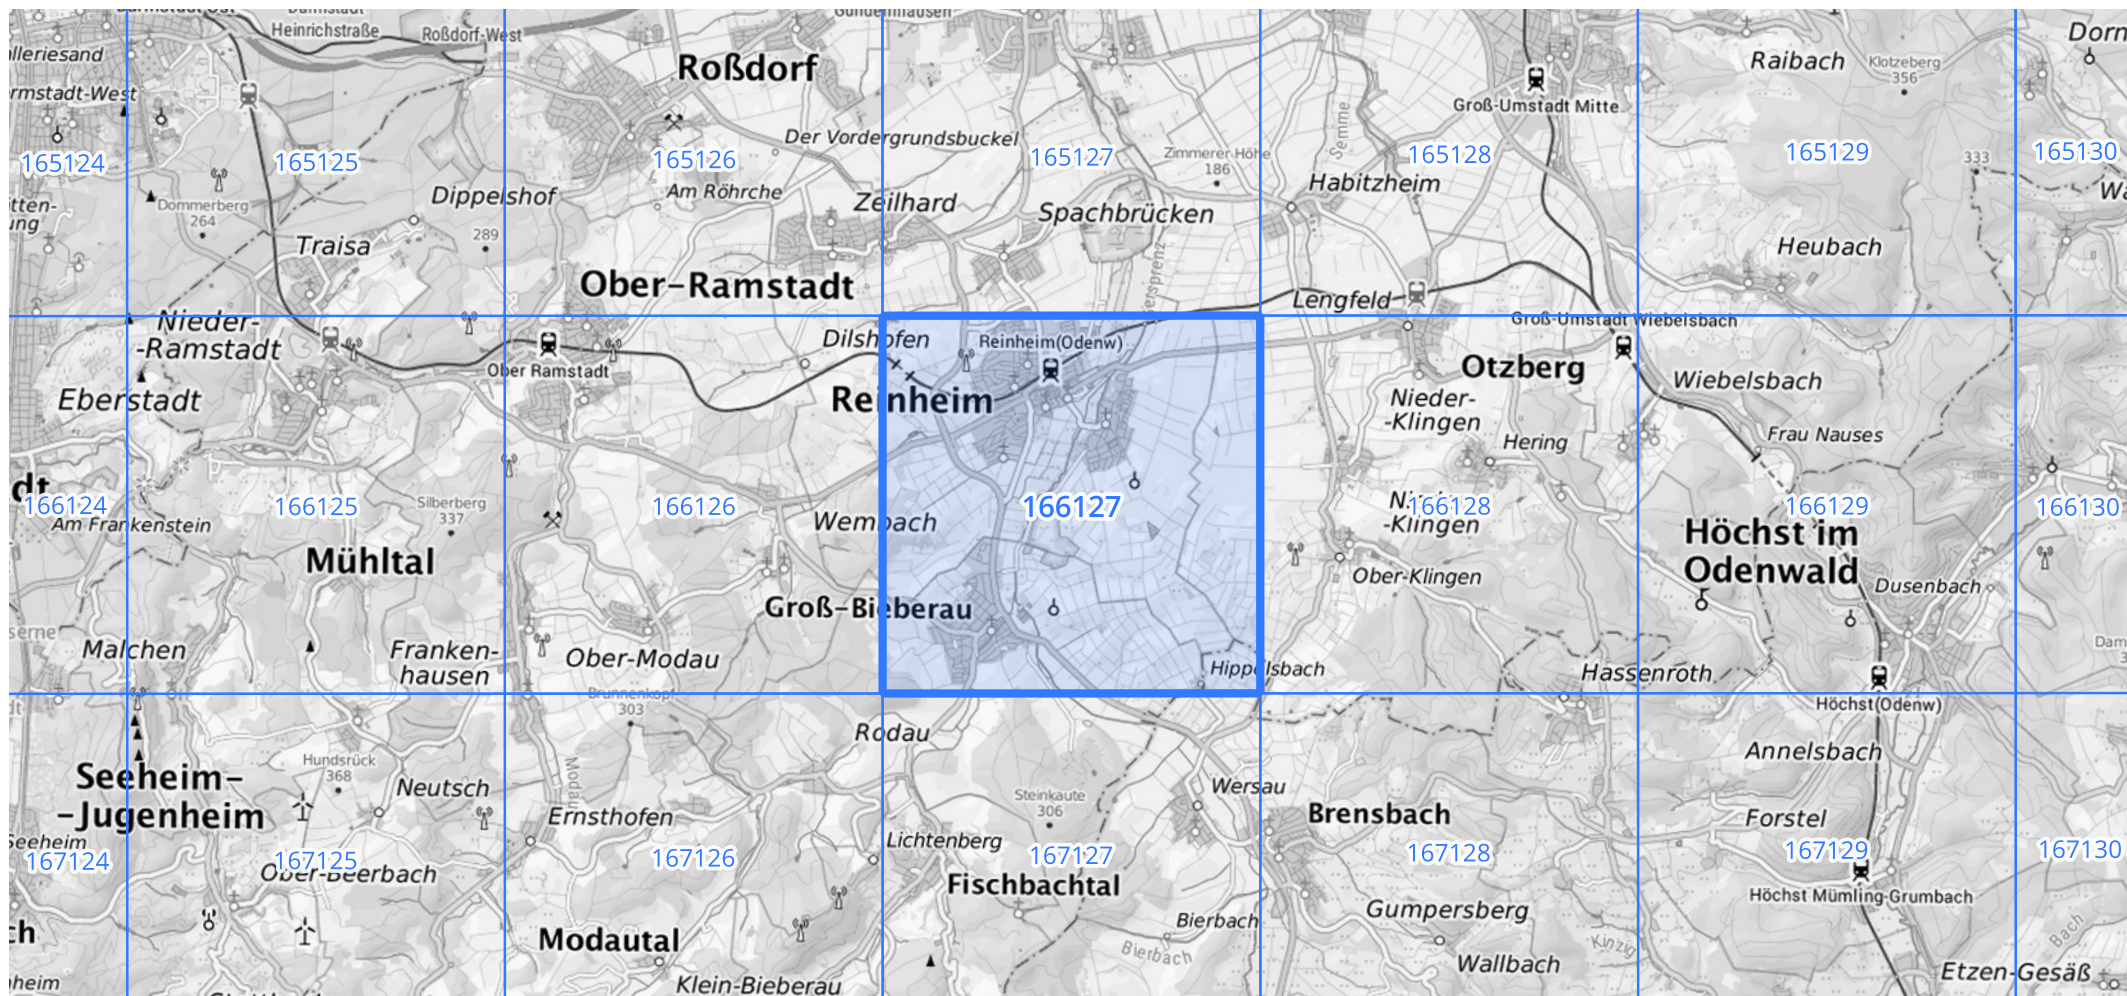 Heinrichstraße
Roßdorf-West
Roßdorf
Raibach
Klotzeberg
356
Groß-Umstadt Mitte
Semme
Der Vordergrundsbuckel
165124
165125
165126
165127
165128
165129
165130
Zimmerer Höhe
186
333
Am Röhrche
Dippelshof
Zeilhard
Habitzheim
Dommerberg
264
289
Spachbrücken
Traisa
Heubach
Ober-Ramstadt
Lengfeld
Nieder-
-Ramstadt
Dilshofen
Reinheim(Odenw)
Groß-Umstadt Wiebelsbach
Ober Ramstadt
Otzberg
Wiebelsbach
Eberstadt
Reinheim
Nieder-
-Klingen
Hering
Frau Nauses
dt
166124
166125
166126
166127
166128
166129
166130
Silberberg
337
Am Frankenstein
Wembach
-Klingen
Höchst im
Odenwald
Mühltal
Ober-Klingen
Dusenbach
Groß-Bieberau
Malchen
Franken-
hausen
Ober-Modau
Hippelsbach
Hassenroth
Brunnenkopf
303
Höchst(Odenw)
Rodau
Annelsbach
Hundsrück
368
Seeheim-
-Jugenheim
Neutsch
Modau
Steinkaute
306
Wersau
Ernsthofen
Brensbach
Forstel
Seeheim
Lichtenberg
167124
167125
167126
167127
167128
167129
167130
Ober-Beerbach
Fischbachtal
Höchst Mümling-Grumbach
Gumpersberg
Bierbach
Modautal
Bierbach
Kinzig
Bach
Wallbach
Etzen-Gesäß
Klein-Bieberau